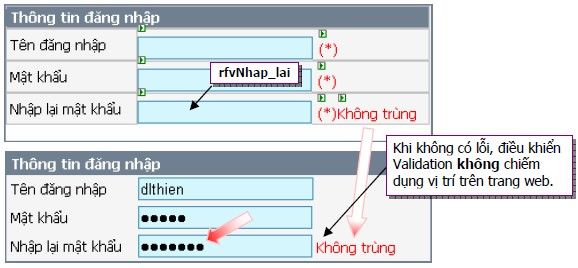 Thông tin đăng nhập
Tên đăng nhập (*)
Mật khẩu (*)
rfvNhap_lai
Nhập lại mật khẩu (*)Không trùng
Khi không có lỗi, điều khiển
Validation không chiếm
dụng vị trí trên trang web.
Thông tin đăng nhập
Tên đăng nhập dlthien
Mật khẩu ●●●●●
Nhập lại mật khẩu ●●●●●●● Không trùng